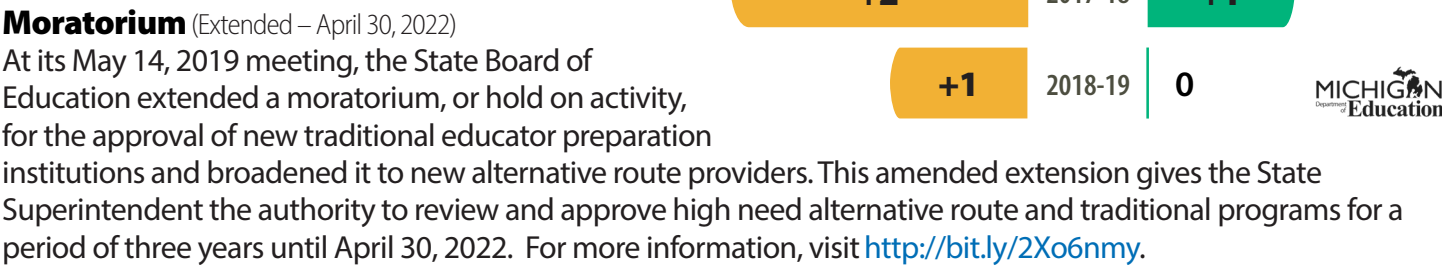 Moratorium (Extended – April 30, 2022)
At its May 14, 2019 meeting, the State Board of
Education extended a moratorium, or hold on activity,
for the approval of new traditional educator preparation
institutions and broadened it to new alternative route providers. This amended extension gives the State
Superintendent the authority to review and approve high need alternative route and traditional programs for a
period of three years until April 30, 2022. For more information, visit http://bit.ly/2Xo6nmy.
+1 2018-19 0
MICHIGAN
Department of Education